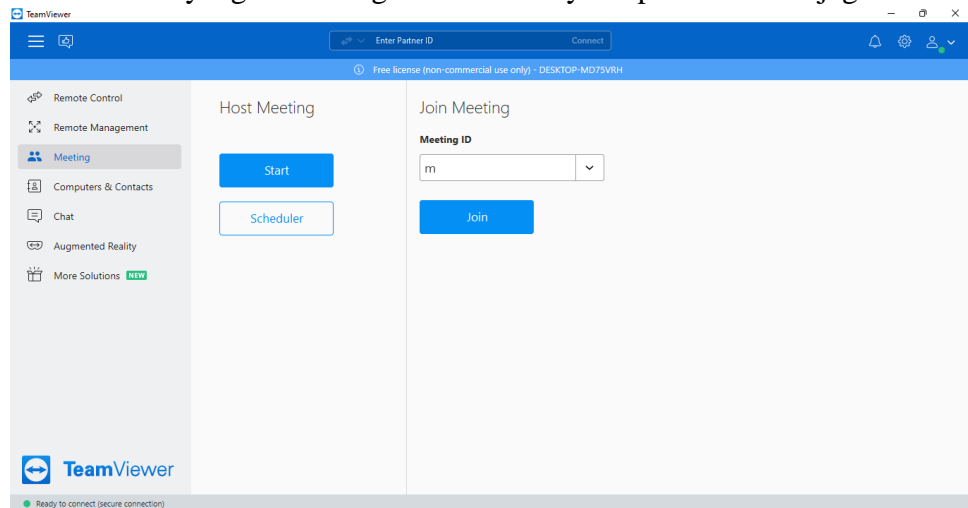 TeamViewer
Enter Partner ID Connect
Free license (non-commercial use only) - DESKTOP-MD75VRH
Remote Control
Remote Management
Meeting
Computers & Contacts
Chat
Augmented Reality
More Solutions NEW
Host Meeting
Start
Scheduler
Join Meeting
Meeting ID
m
Join
TeamViewer
Ready to connect (secure connection)